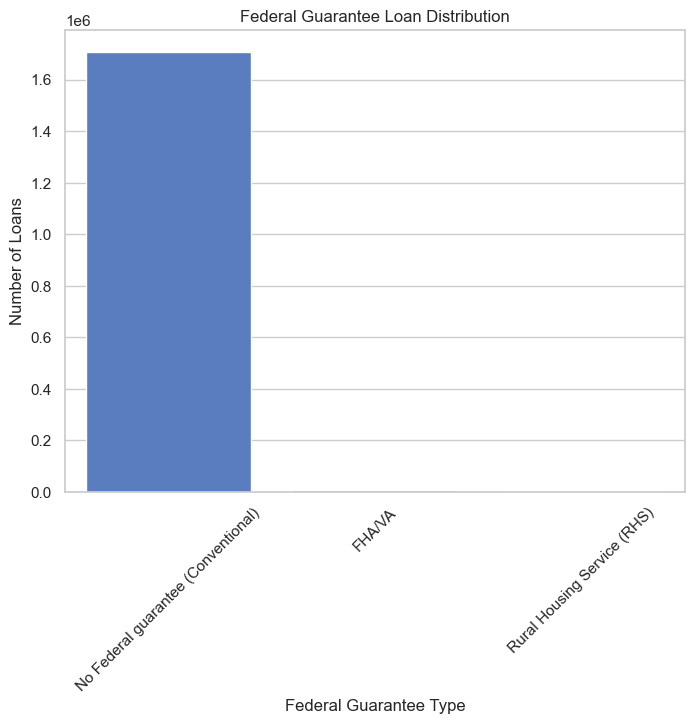 Federal Guarantee Loan Distribution
1e6
1.6
1.4
1.2
1.0
0.8
0.6
0.4
0.2
0.0
Number of Loans
No Federal guarantee (Conventional)
FHA/VA
Rural Housing Service (RHS)
Federal Guarantee Type